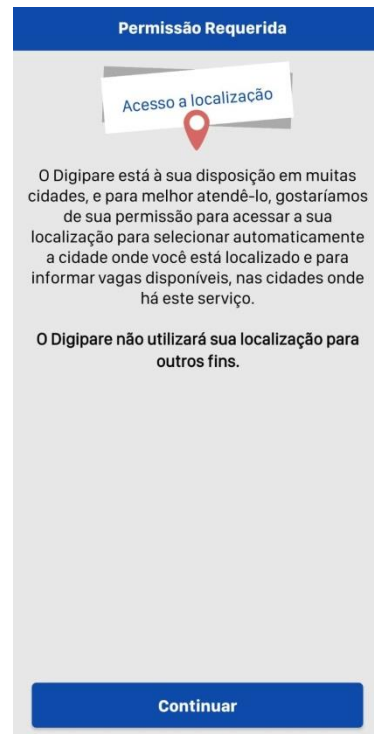 Permissão Requerida
Acesso a localização
O Digipare está à sua disposição em muitas
cidades, e para melhor atendê-lo, gostaríamos
de sua permissão para acessar a sua
localização para selecionar automaticamente
a cidade onde você está localizado e para
informar vagas disponíveis, nas cidades onde
há este serviço.
O Digipare não utilizará sua localização para
outros fins.
Continuar